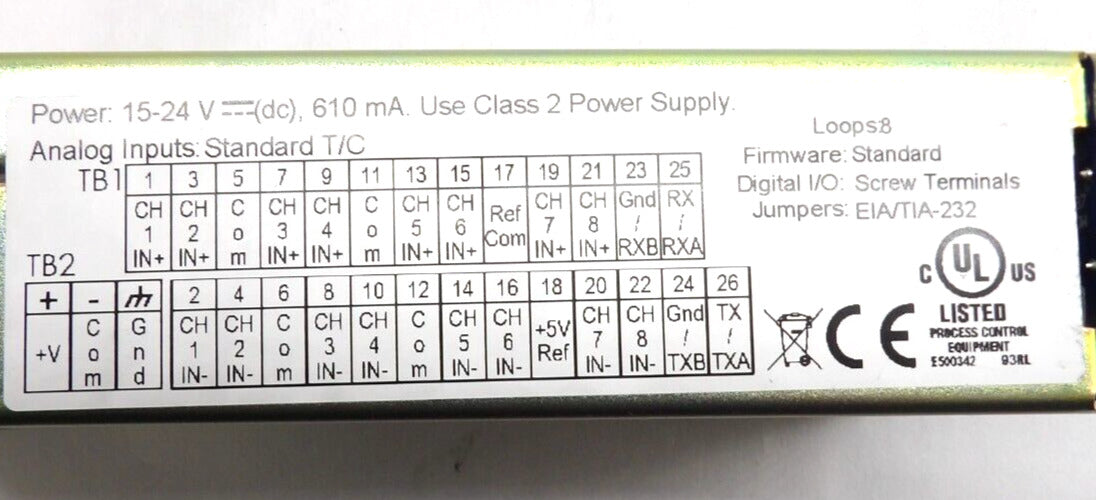 Power: 15-24 V (dc), 610 mA. Use Class 2 Power Supply.
Analog Inputs: Standard T/C
Loops:8
Firmware: Standard
Digital I/O: Screw Terminals
Jumpers: EIA/TIA-232
TB1 1 3 5 7 9 11 13 15 17 19 21 23 25
CH CH C CH CH C CH CH Ref CH CH Gnd RX
1 2 o 3 4 o 5 6 Com 7 8 / /
IN+ IN+ m IN+ IN+ m IN+ IN+ IN+ IN+ RXB RXA
TB2
+ - 2 4 6 8 10 12 14 16 18 20 22 24 26
+V C G CH CH C CH CH C CH CH +5V CH CH Gnd TX
o n 1 2 o 3 4 o 5 6 Ref 7 8 / /
m d IN- IN- m IN- IN- m IN- IN- IN- IN- TXB TXA
C UL US
LISTED
PROCESS CONTROL
EQUIPMENT
E500342 93RL
CE